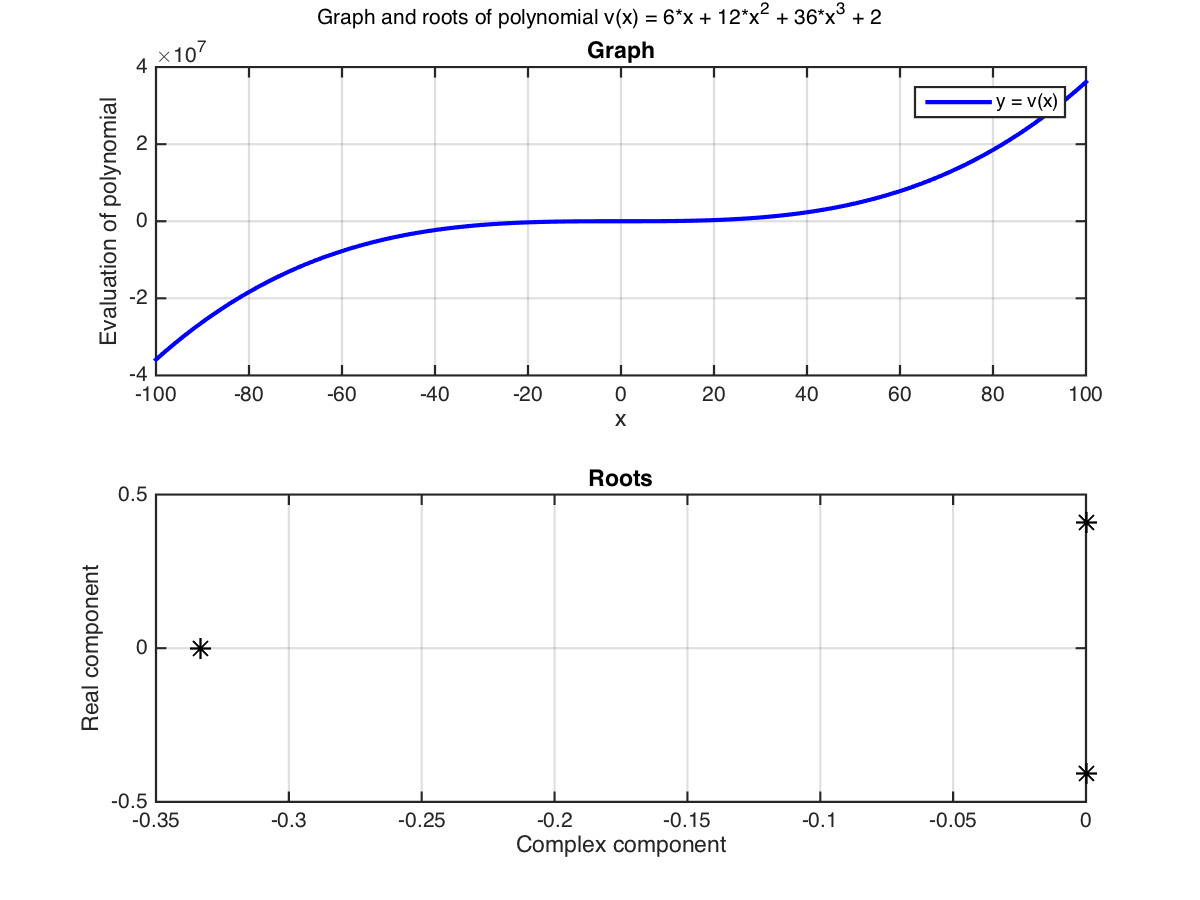 Graph and roots of polynomial v(x) = 6*x + 12*x^2 + 36*x^3 + 2
Graph
×10^7
y = v(x)
4
2
0
-2
-4
Evaluation of polynomial
-100 -80 -60 -40 -20 0 20 40 60 80 100
x
Roots
0.5
0
-0.5
Real component
-0.35 -0.3 -0.25 -0.2 -0.15 -0.1 -0.05 0
Complex component